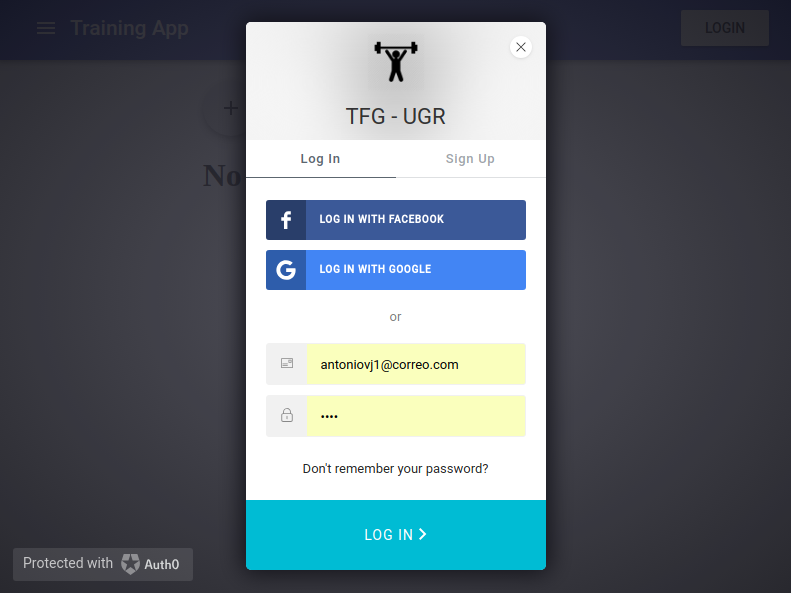 Training App
LOGIN
TFG - UGR
Log In
Sign Up
No
LOG IN WITH FACEBOOK
LOG IN WITH GOOGLE
or
antoniovj1@correo.com
••••
Don't remember your password?
LOG IN
Protected with Auth0